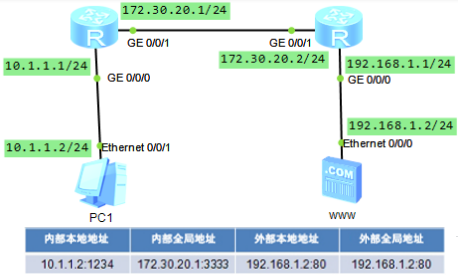 172.30.20.1/24
R
R
GE 0/0/1
GE 0/0/1
10.1.1.1/24
172.30.20.2/24
192.168.1.1/24
GE 0/0/0
GE 0/0/0
10.1.1.2/24
Ethernet 0/0/1
192.168.1.2/24
Ethernet 0/0/0
.COM
PC1
WWW
内部本地地址 内部全局地址 外部本地地址 外部全局地址
10.1.1.2:1234 172.30.20.1:3333 192.168.1.2:80 192.168.1.2:80